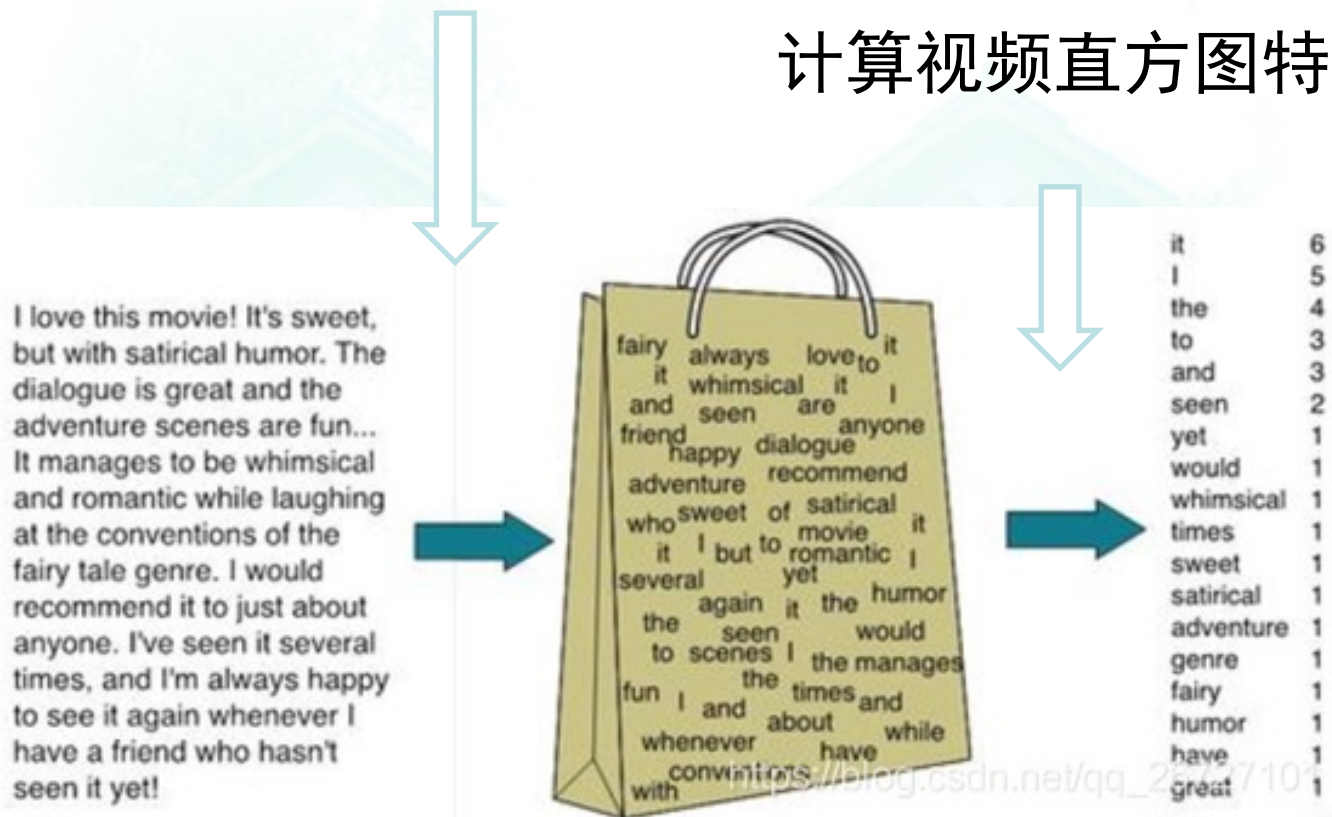 计算视频直方图特
I love this movie! It's sweet,
but with satirical humor. The
dialogue is great and the
adventure scenes are fun...
It manages to be whimsical
and romantic while laughing
at the conventions of the
fairy tale genre. I would
recommend it to just about
anyone. I've seen it several
times, and I'm always happy
to see it again whenever I
have a friend who hasn't
seen it yet!
fairy always love to it
it whimsical it I
and seen are anyone
friend happy dialogue
adventure recommend
who sweet of satirical
it I but to movie it
romantic I
several yet
again it the humor
the seen would
to scenes I the manages
fun I the times and
and about while
whenever have
conventions
with
it 6
I 5
the 4
to 3
and 3
seen 2
yet 1
would 1
whimsical 1
times 1
sweet 1
satirical 1
adventure 1
genre 1
fairy 1
humor 1
have 1
great 1